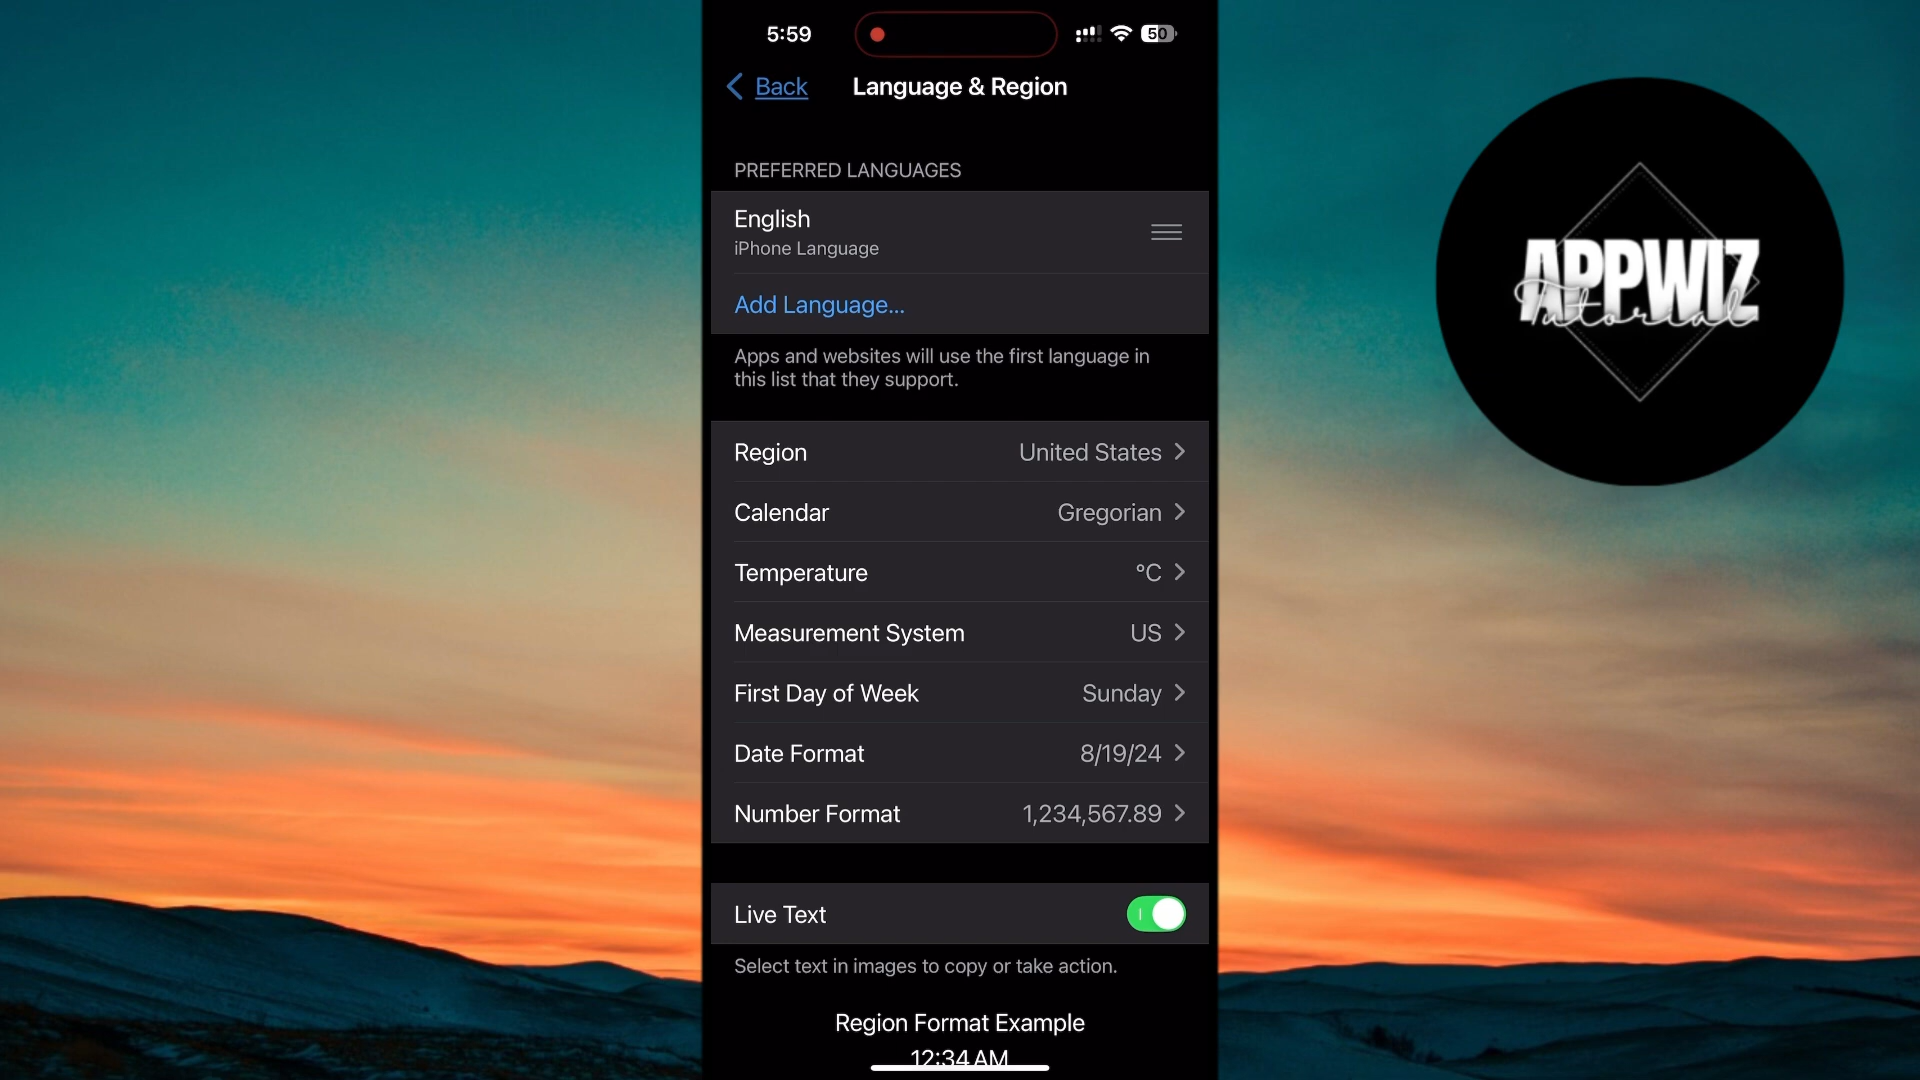 5:59
50
Back
Language & Region
PREFERRED LANGUAGES
English
iPhone Language
Add Language...
Apps and websites will use the first language in
this list that they support.
Region United States
Calendar Gregorian
Temperature °C
Measurement System US
First Day of Week Sunday
Date Format 8/19/24
Number Format 1,234,567.89
Live Text
Select text in images to copy or take action.
Region Format Example
12:34 AM
APPWIZ
Tutorial